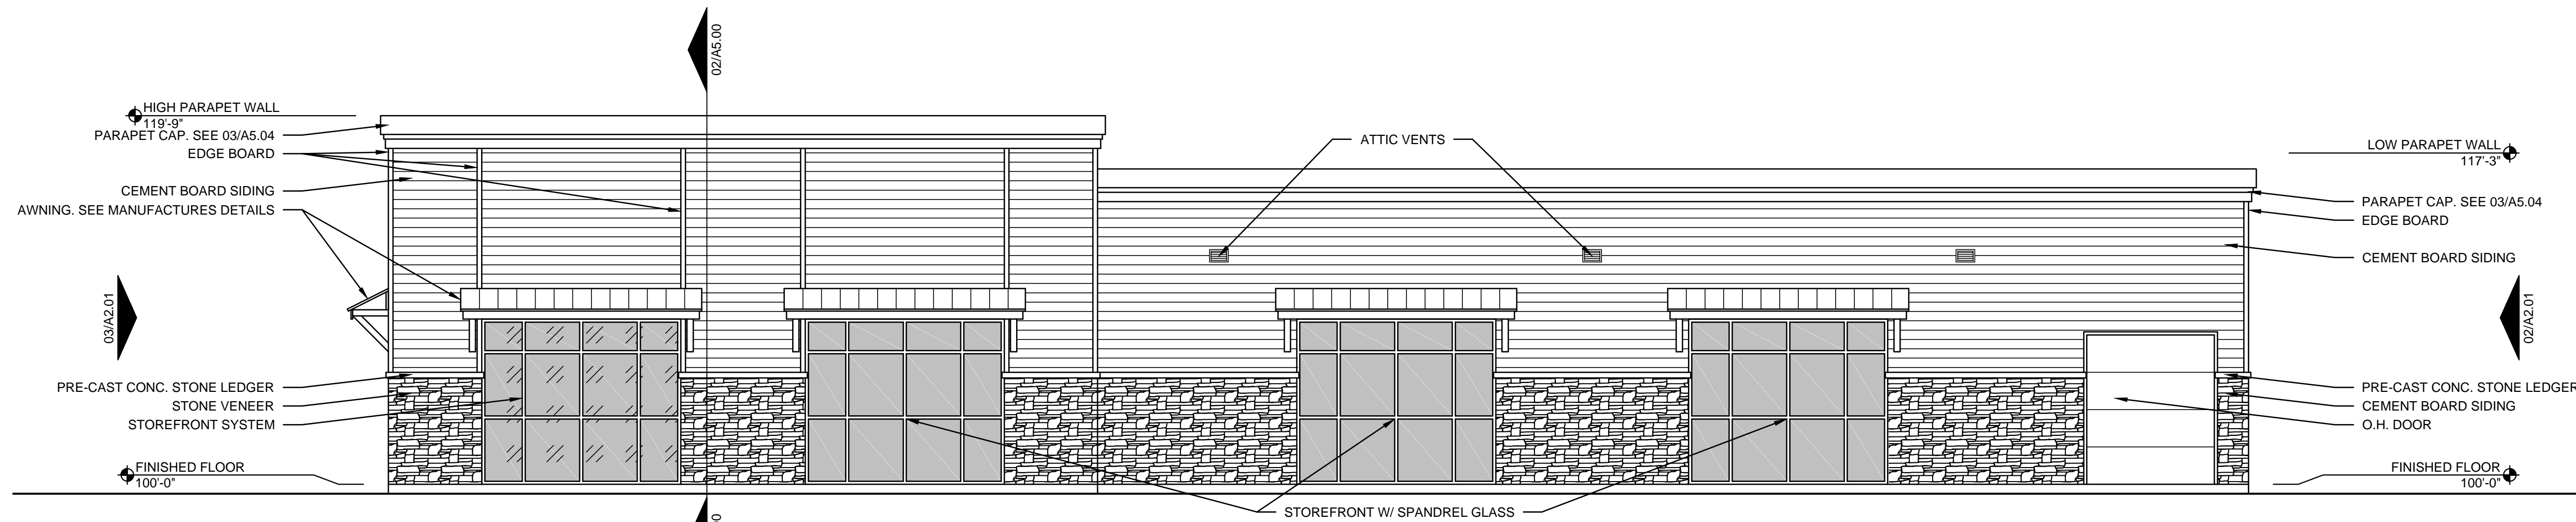 02/A5.00
HIGH PARAPET WALL
119'-9"
PARAPET CAP. SEE 03/A5.04
EDGE BOARD
CEMENT BOARD SIDING
AWNING. SEE MANUFACTURES DETAILS
03/A2.01
PRE-CAST CONC. STONE LEDGER
STONE VENEER
STOREFRONT SYSTEM
FINISHED FLOOR
100'-0"
ATTIC VENTS
STOREFRONT W/ SPANDREL GLASS
LOW PARAPET WALL
117'-3"
PARAPET CAP. SEE 03/A5.04
EDGE BOARD
CEMENT BOARD SIDING
02/A2.01
PRE-CAST CONC. STONE LEDGER
CEMENT BOARD SIDING
O.H. DOOR
FINISHED FLOOR
100'-0"